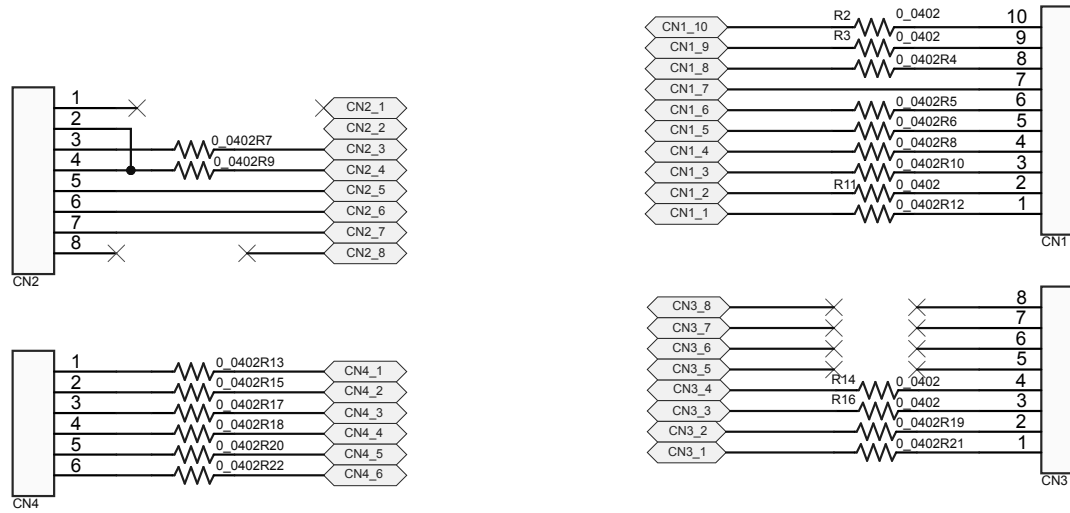 CN1_10 R2 0_0402 10
CN1_9 R3 0_0402 9
CN1_8 0_0402R4 8
CN1_7 7
CN1_6 0_0402R5 6
CN1_5 0_0402R6 5
CN1_4 0_0402R8 4
CN1_3 0_0402R10 3
CN1_2 R11 0_0402 2
CN1_1 0_0402R12 1
CN1
1 CN2_1
2 CN2_2
3 0_0402R7 CN2_3
4 0_0402R9 CN2_4
5 CN2_5
6 CN2_6
7 CN2_7
8 CN2_8
CN2
CN3_8 8
CN3_7 7
CN3_6 6
CN3_5 5
CN3_4 R14 0_0402 4
CN3_3 R16 0_0402 3
CN3_2 0_0402R19 2
CN3_1 0_0402R21 1
CN3
1 0_0402R13 CN4_1
2 0_0402R15 CN4_2
3 0_0402R17 CN4_3
4 0_0402R18 CN4_4
5 0_0402R20 CN4_5
6 0_0402R22 CN4_6
CN4